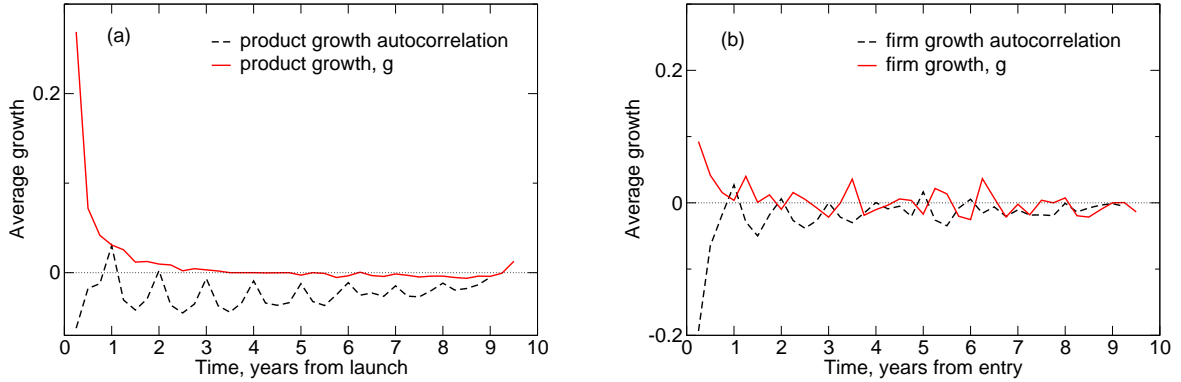 (a)
product growth autocorrelation
product growth, g
0.2
0
Average growth
0 1 2 3 4 5 6 7 8 9 10
Time, years from launch
(b)
firm growth autocorrelation
firm growth, g
0.2
0
-0.2
Average growth
0 1 2 3 4 5 6 7 8 9 10
Time, years from entry